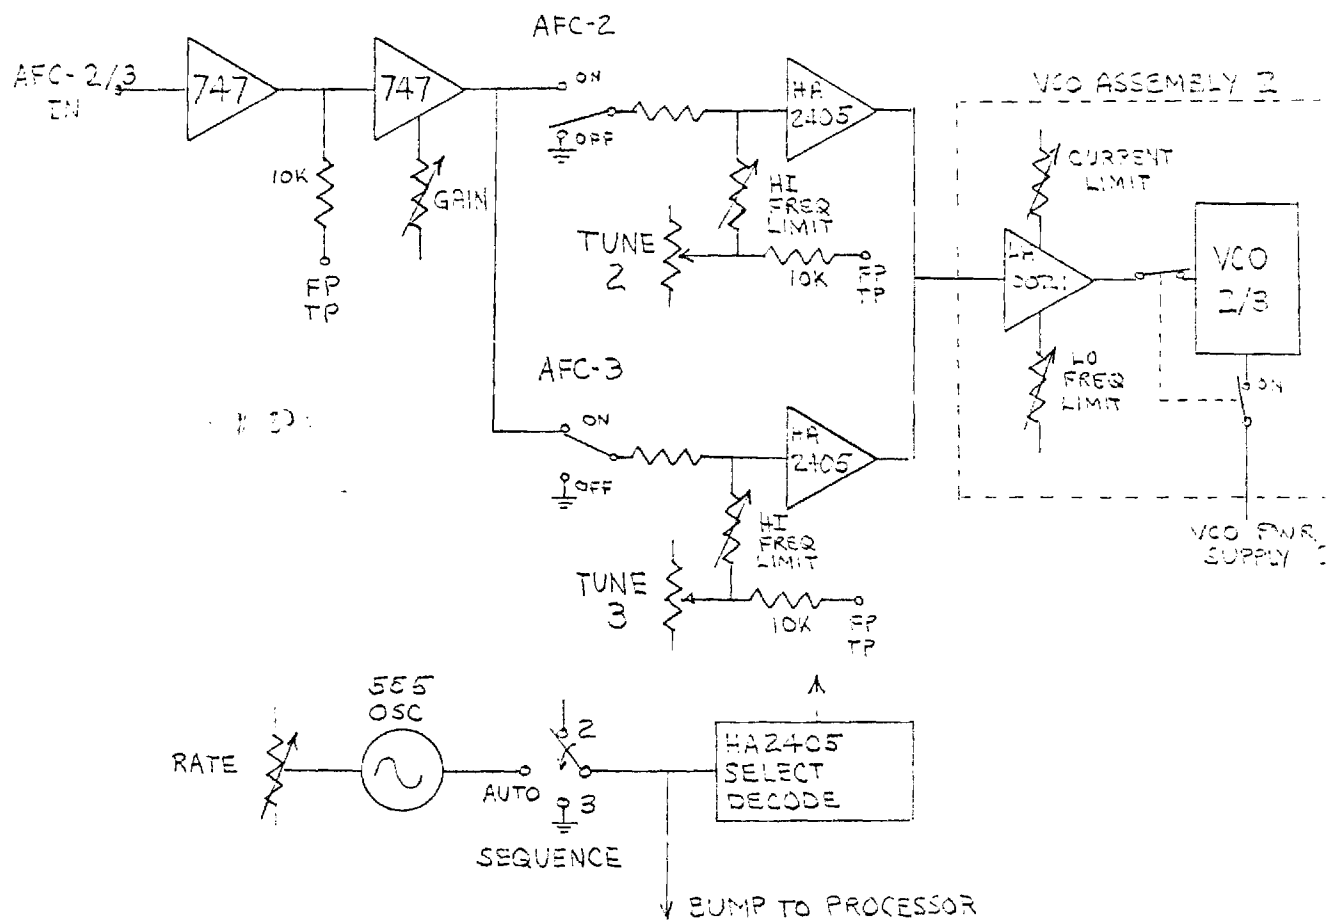 AFC-2
AFC-2/3
IN
747
747
ON
OFF
10K
GAIN
FP
TP
HA
2405
HI
FREQ
LIMIT
TUNE
2
10K
FP
TP
VCO ASSEMBLY 2
CURRENT
LIMIT
LH
0021
VCO
2/3
LO
FREQ
LIMIT
ON
VCO PWR
SUPPLY
AFC-3
ON
OFF
HA
2405
HI
FREQ
LIMIT
TUNE
3
10K
FP
TP
555
OSC
RATE
AUTO
2
3
SEQUENCE
HA2405
SELECT
DECODE
BUMP TO PROCESSOR